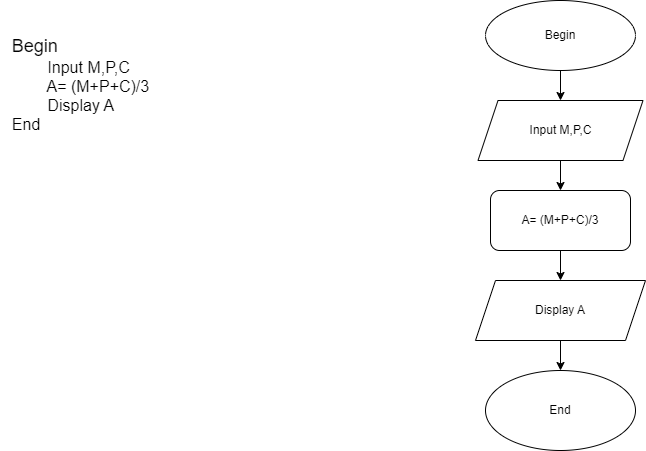 Begin
Input M,P,C
A= (M+P+C)/3
Display A
End
Begin
Input M,P,C
A= (M+P+C)/3
Display A
End